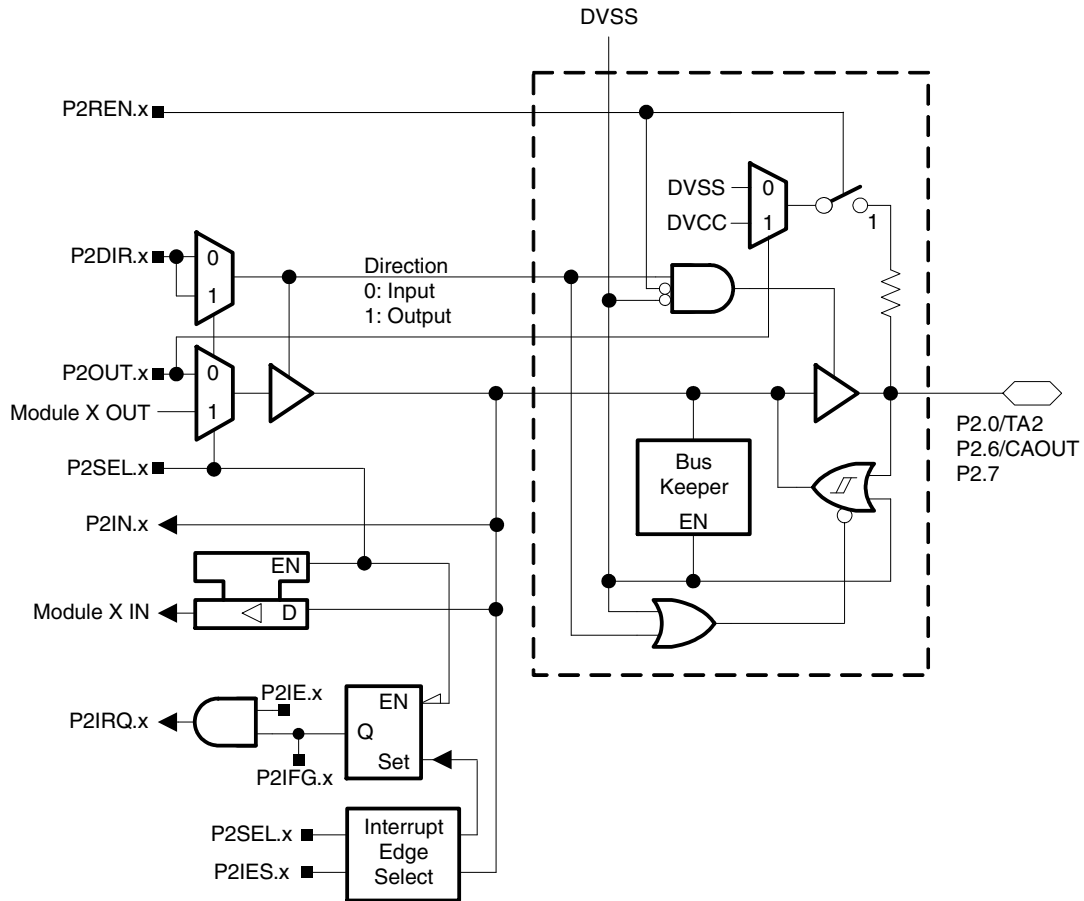 DVSS
P2REN.x
DVSS
0
DVCC
1
1
P2DIR.x
0
1
Direction
0: Input
1: Output
P2OUT.x
0
Module X OUT
1
P2.0/TA2
P2.6/CAOUT
P2.7
P2SEL.x
Bus
Keeper
EN
P2IN.x
EN
Module X IN
D
P2IE.x
EN
P2IRQ.x
Q
Set
P2IFG.x
P2SEL.x
P2IES.x
Interrupt
Edge
Select